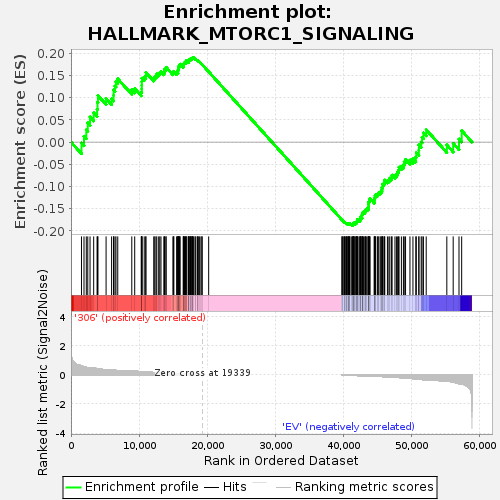 Enrichment plot:
HALLMARK_MTORC1_SIGNALING
Enrichment score (ES)
0.20
0.15
0.10
0.05
0.00
-0.05
-0.10
-0.15
-0.20
Ranked list metric (Signal2Noise)
'306' (positively correlated)
4
2
0
-2
-4
Zero cross at 19339
'EV' (negatively correlated)
0
10,000
20,000
30,000
40,000
50,000
60,000
Rank in Ordered Dataset
Enrichment profile
Hits
Ranking metric scores